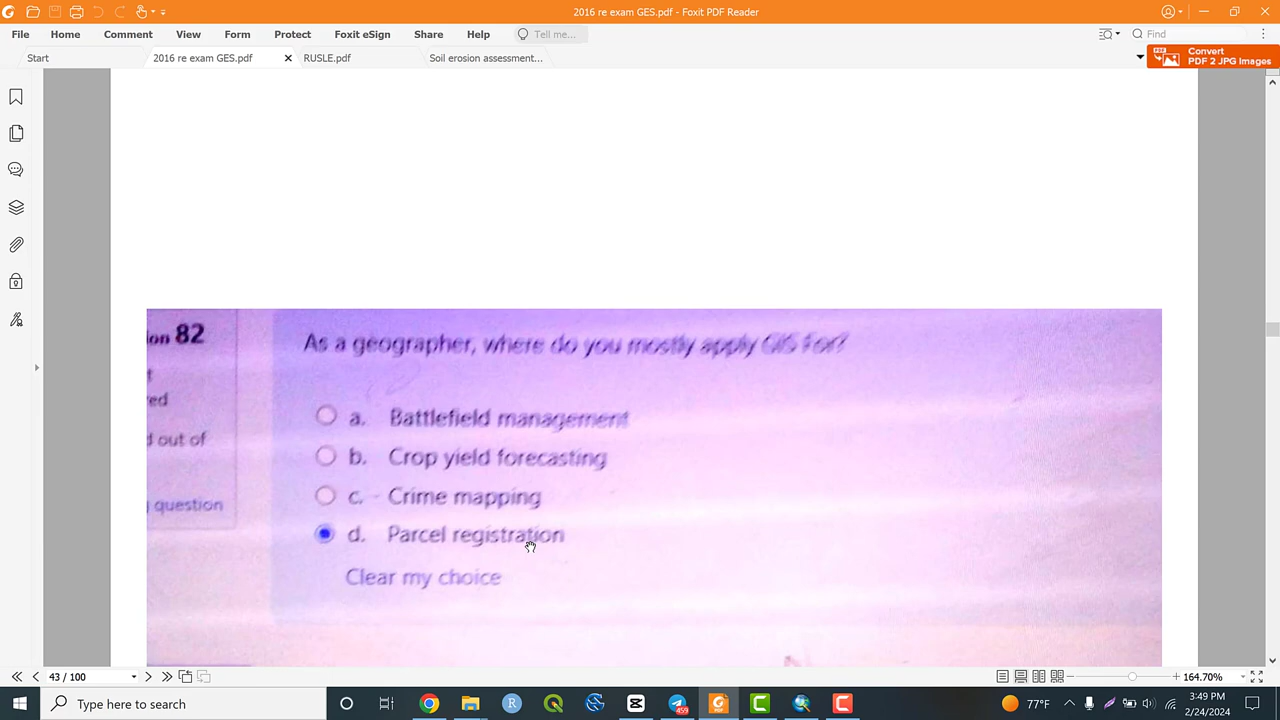 2016 re exam GES.pdf - Foxit PDF Reader
File Home Comment View Form Protect Foxit eSign Share Help Tell me... Find
Start 2016 re exam GES.pdf RUSLE.pdf Soil erosion assessment... Convert
PDF 2 JPG Images
ion 82
As a geographer, where do you mostly apply GIS for?
red
a. Battlefield management
d out of
b. Crop yield forecasting
question
c. Crime mapping
d. Parcel registration
Clear my choice
43 / 100 164.70%
Type here to search 459 77°F 3:49 PM
2/24/2024